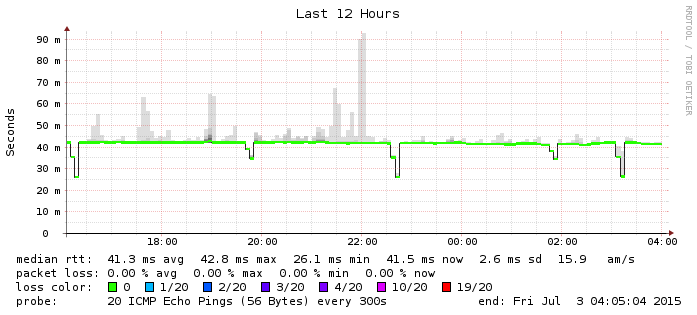 Last 12 Hours
RRDTOOL / TOBI OETIKER
Seconds
90 m
80 m
70 m
60 m
50 m
40 m
30 m
20 m
10 m
0
18:00 20:00 22:00 00:00 02:00 04:00
median rtt: 41.3 ms avg 42.8 ms max 26.1 ms min 41.5 ms now 2.6 ms sd 15.9 am/s
packet loss: 0.00 % avg 0.00 % max 0.00 % min 0.00 % now
loss color: 0 1/20 2/20 3/20 4/20 10/20 19/20
probe: 20 ICMP Echo Pings (56 Bytes) every 300s end: Fri Jul 3 04:05:04 2015